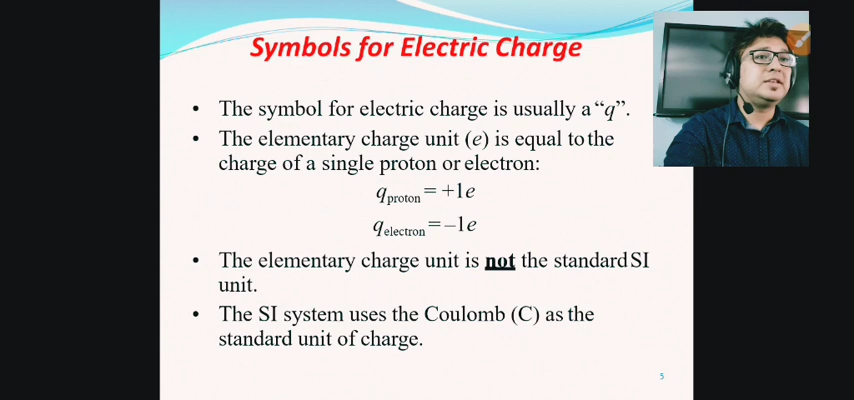 Symbols for Electric Charge
• The symbol for electric charge is usually a “q”.
• The elementary charge unit (e) is equal to the
charge of a single proton or electron:
qproton = +1e
qelectron = –1e
• The elementary charge unit is not the standard SI
unit.
• The SI system uses the Coulomb (C) as the
standard unit of charge.
5